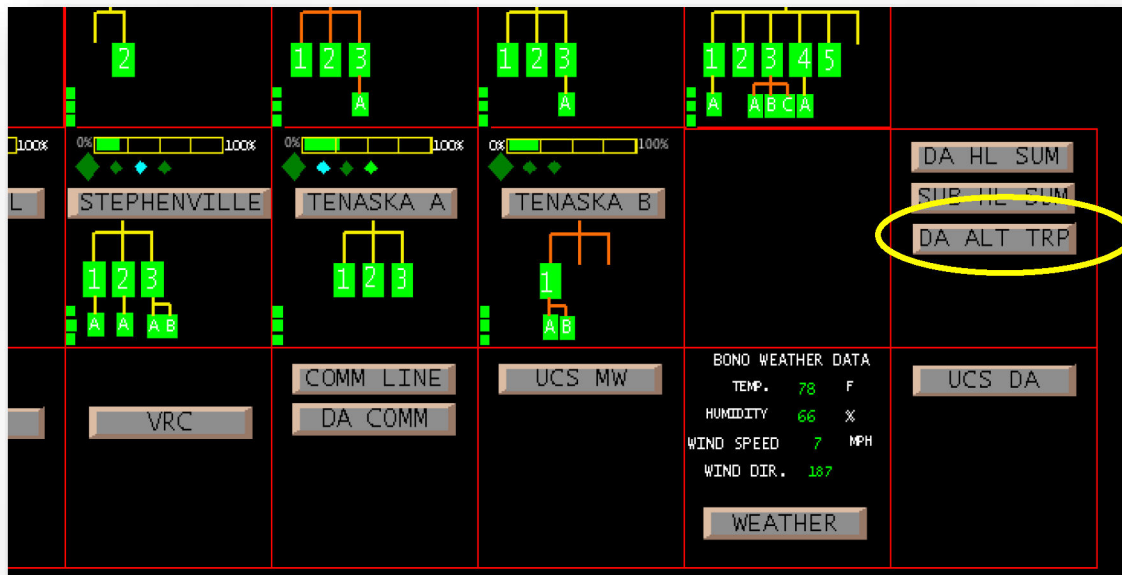 2
1 2 3
A
1 2 3
A
1 2 3 4 5
A A B C A
100%
0% 100%
0% 100%
0% 100%
L
STEPHENVILLE
TENASKA A
TENASKA B
DA HL SUM
SUB HL SUM
DA ALT TRP
1 2 3
A A A B
1 2 3
1
A B
VRC
COMM LINE
DA COMM
UCS MW
BONO WEATHER DATA
TEMP. 78 F
HUMIDITY 66 %
WIND SPEED 7 MPH
WIND DIR. 187
WEATHER
UCS DA